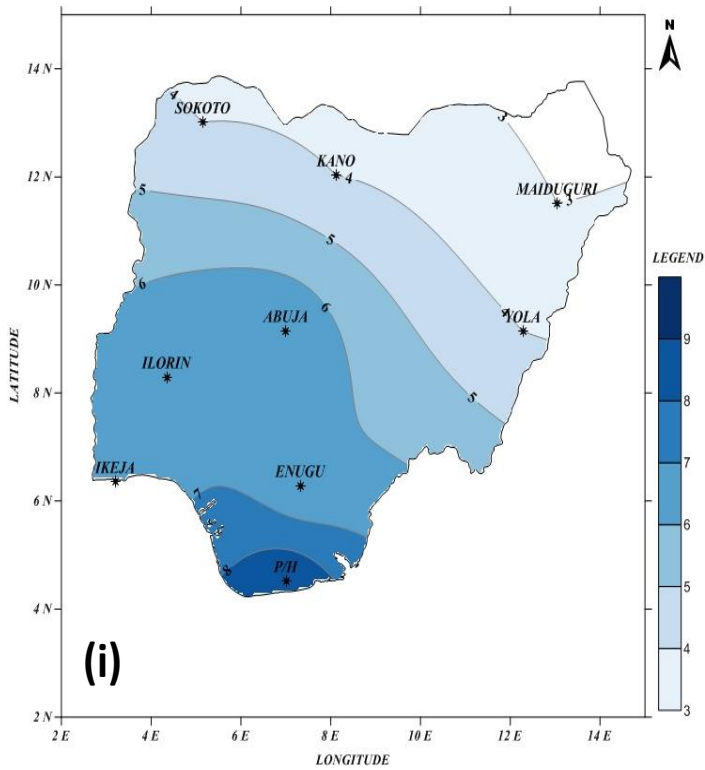 N
14 N
12 N
10 N
8 N
6 N
4 N
2 N
LATITUDE
4
SOKOTO
3
KANO
4
MAIDUGURI
3
5
5
6
6
ABUJA
4
YOLA
ILORIN
5
IKEJA
ENUGU
7
8
P/H
(i)
LEGEND
9
8
7
6
5
4
3
2 E
4 E
6 E
8 E
10 E
12 E
14 E
LONGITUDE